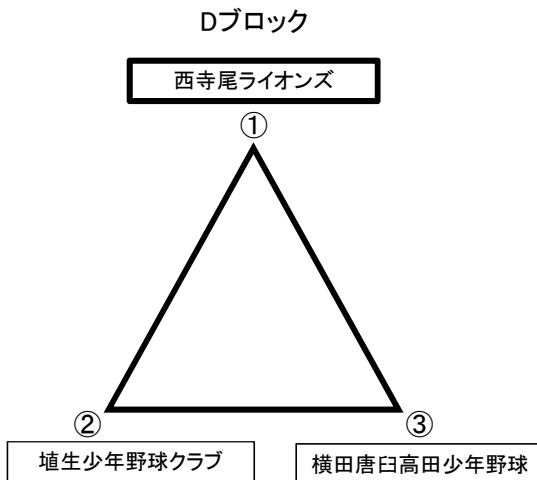 Dブロック
西寺尾ライオンズ
①
②
③
埴生少年野球クラブ
横田唐臼高田少年野球